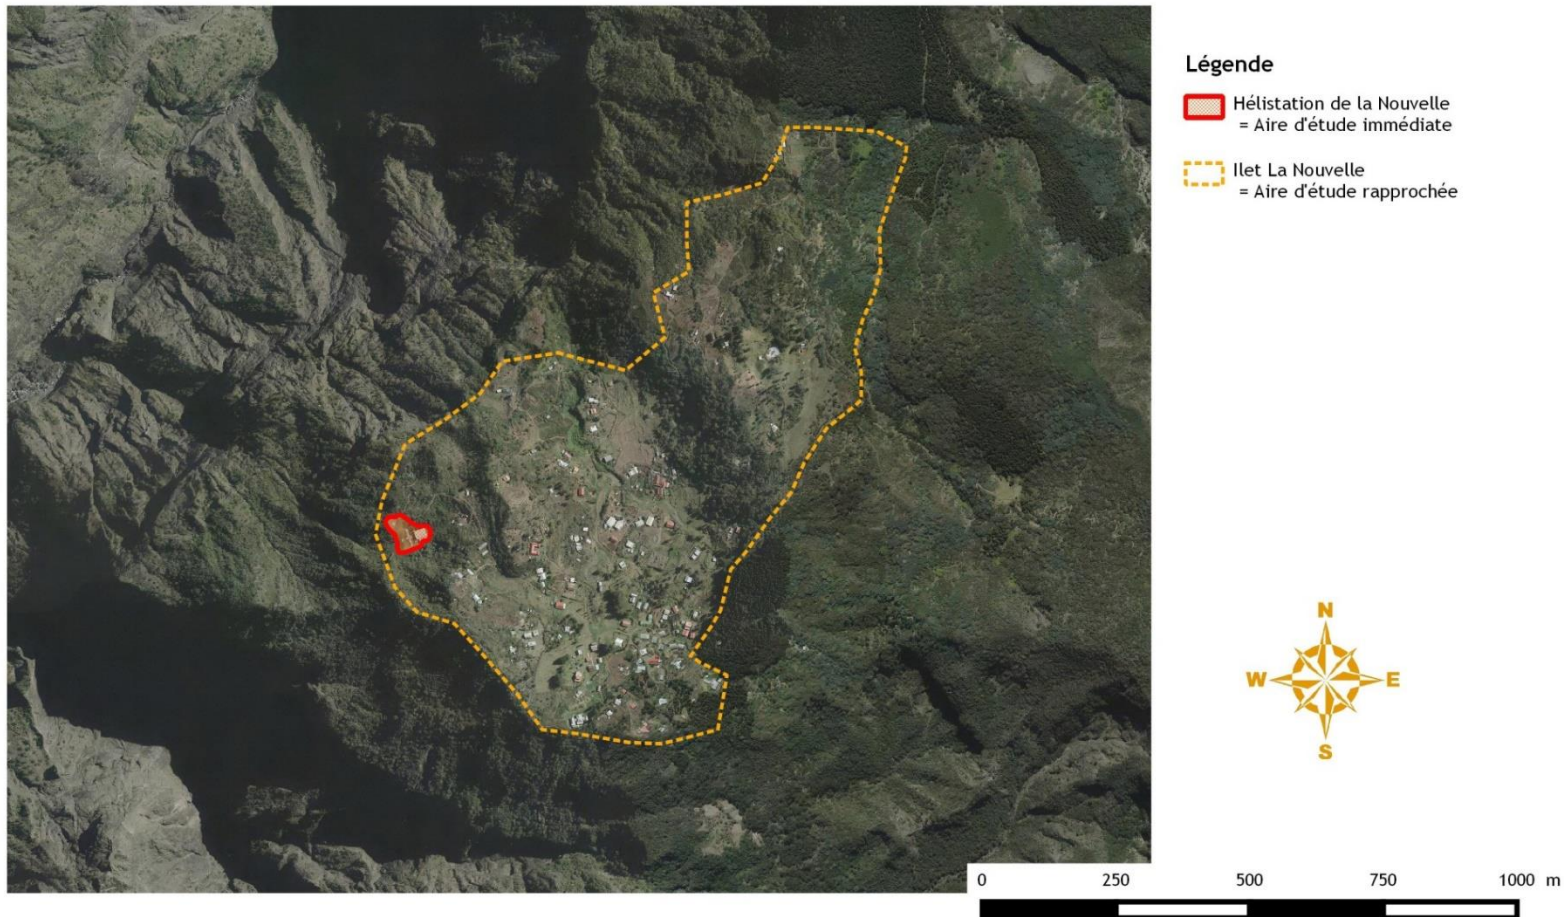 Légende
Hélistation de la Nouvelle
= Aire d'étude immédiate
Ilet La Nouvelle
= Aire d'étude rapprochée
N
W E
S
0 250 500 750 1000 m